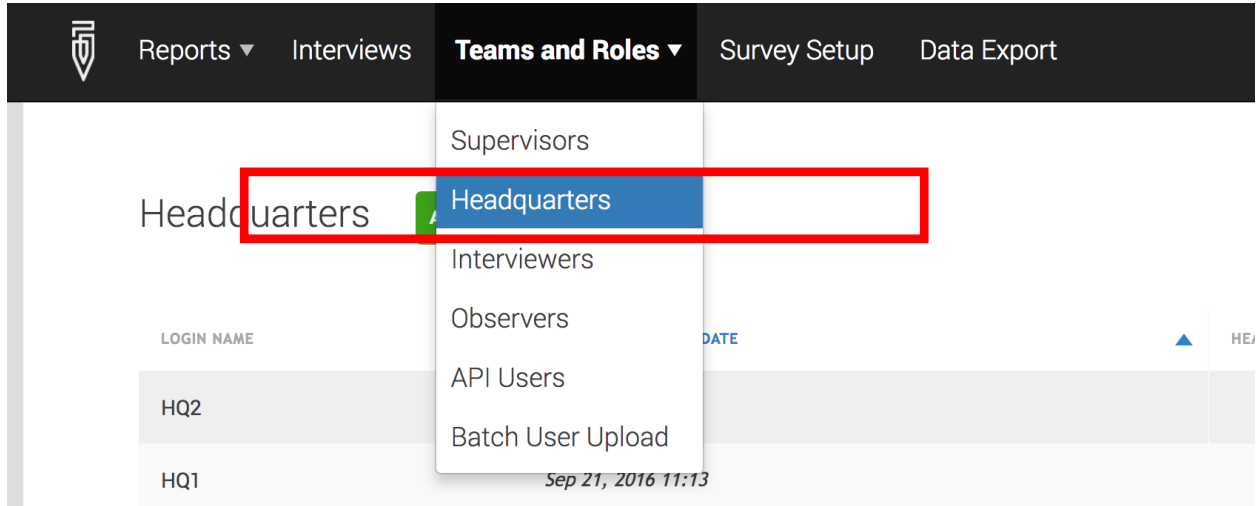 Reports ▼ Interviews Teams and Roles ▼ Survey Setup Data Export
Supervisors
Headquarters
Headquarters
Interviewers
Observers
API Users
Batch User Upload
LOGIN NAME DATE
HQ2
HQ1 Sep 21, 2016 11:13